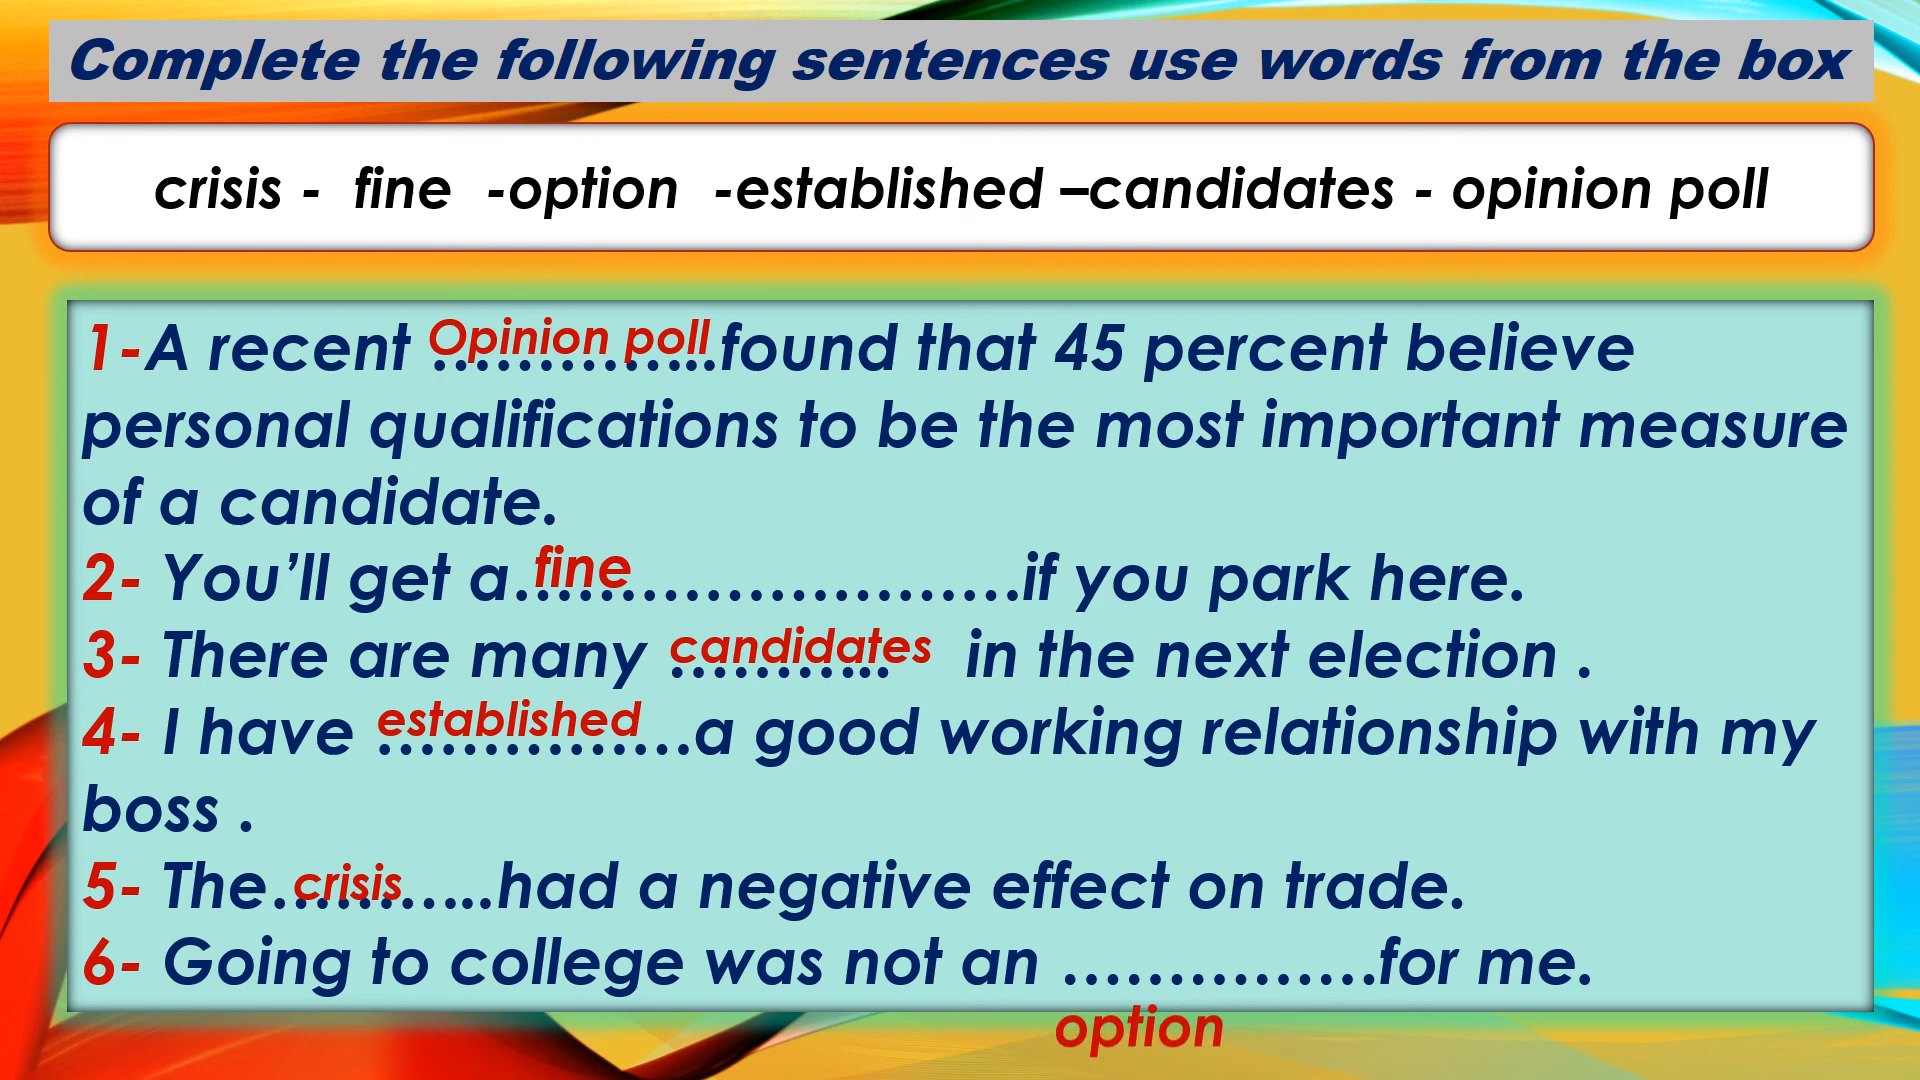 Complete the following sentences use words from the box
crisis - fine -option -established –candidates - opinion poll
1-A recent Opinion poll …………...found that 45 percent believe
personal qualifications to be the most important measure
of a candidate.
2- You’ll get a fine ……………………if you park here.
3- There are many candidates ……….. in the next election .
4- I have established ……………a good working relationship with my
boss .
5- The crisis ………..had a negative effect on trade.
6- Going to college was not an ……………for me.
option